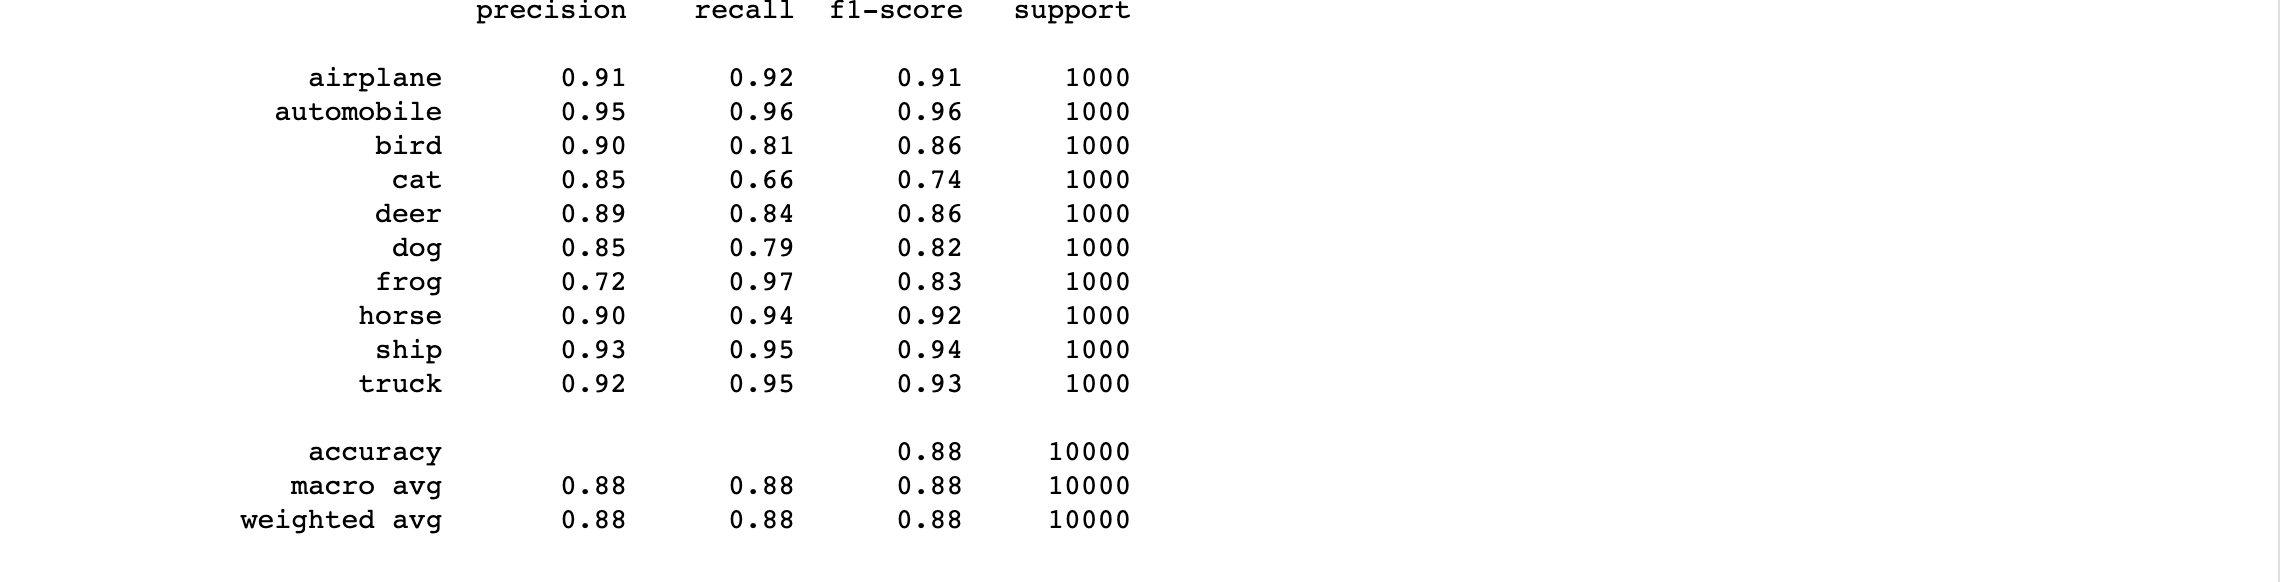 precision recall f1-score support
airplane 0.91 0.92 0.91 1000
automobile 0.95 0.96 0.96 1000
bird 0.90 0.81 0.86 1000
cat 0.85 0.66 0.74 1000
deer 0.89 0.84 0.86 1000
dog 0.85 0.79 0.82 1000
frog 0.72 0.97 0.83 1000
horse 0.90 0.94 0.92 1000
ship 0.93 0.95 0.94 1000
truck 0.92 0.95 0.93 1000
accuracy 0.88 10000
macro avg 0.88 0.88 0.88 10000
weighted avg 0.88 0.88 0.88 10000